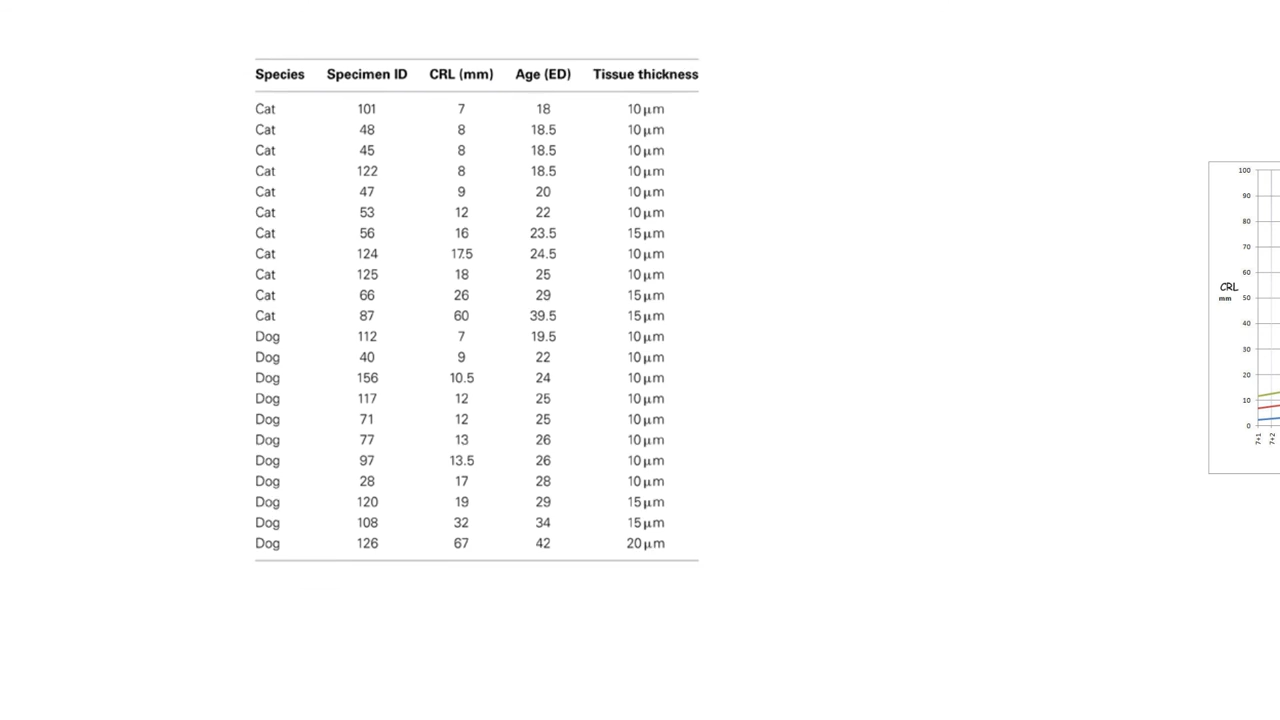 Species Specimen ID CRL (mm) Age (ED) Tissue thickness
Cat 101 7 18 10 μm
Cat 48 8 18.5 10 μm
Cat 45 8 18.5 10 μm
Cat 122 8 18.5 10 μm
Cat 47 9 20 10 μm
Cat 53 12 22 10 μm
Cat 56 16 23.5 15 μm
Cat 124 17.5 24.5 10 μm
Cat 125 18 25 10 μm
Cat 66 26 29 15 μm
Cat 87 60 39.5 15 μm
Dog 112 7 19.5 10 μm
Dog 40 9 22 10 μm
Dog 156 10.5 24 10 μm
Dog 117 12 25 10 μm
Dog 71 12 25 10 μm
Dog 77 13 26 10 μm
Dog 97 13.5 26 10 μm
Dog 28 17 28 10 μm
Dog 120 19 29 15 μm
Dog 108 32 34 15 μm
Dog 126 67 42 20 μm
100
90
80
70
60
CRL
mm 50
40
30
20
10
0
7+1 7+2